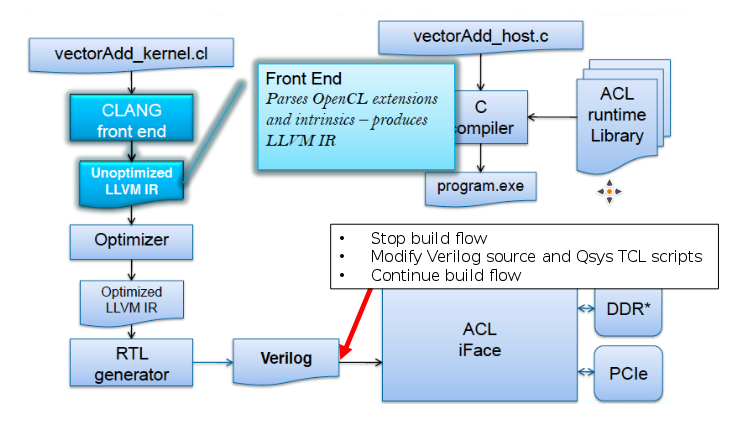 vectorAdd_kernel.cl
vectorAdd_host.c
CLANG
front end
Front End
Parses OpenCL extensions
and intrinsics – produces
LLVM IR
C
compiler
ACL
runtime
Library
Unoptimized
LLVM IR
program.exe
Optimizer
• Stop build flow
• Modify Verilog source and Qsys TCL scripts
• Continue build flow
Optimized
LLVM IR
DDR*
ACL
iFace
RTL
generator
Verilog
PCIe